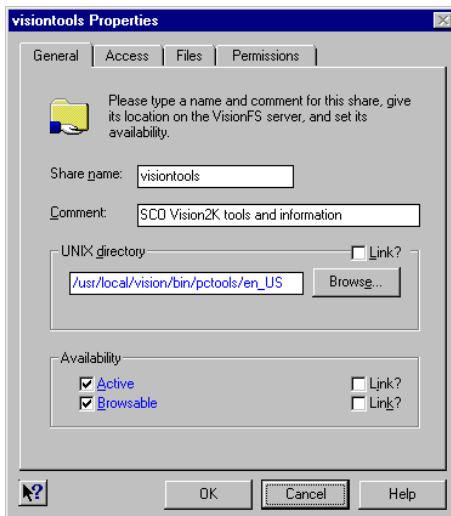 visiontools Properties
General Access Files Permissions
Please type a name and comment for this share, give
its location on the VisionFS server, and set its
availability.
Share name: visiontools
Comment: SCO Vision2K tools and information
UNIX directory Link?
/usr/local/vision/bin/pctools/en_US Browse...
Availability
Active Link?
Browsable Link?
? OK Cancel Help